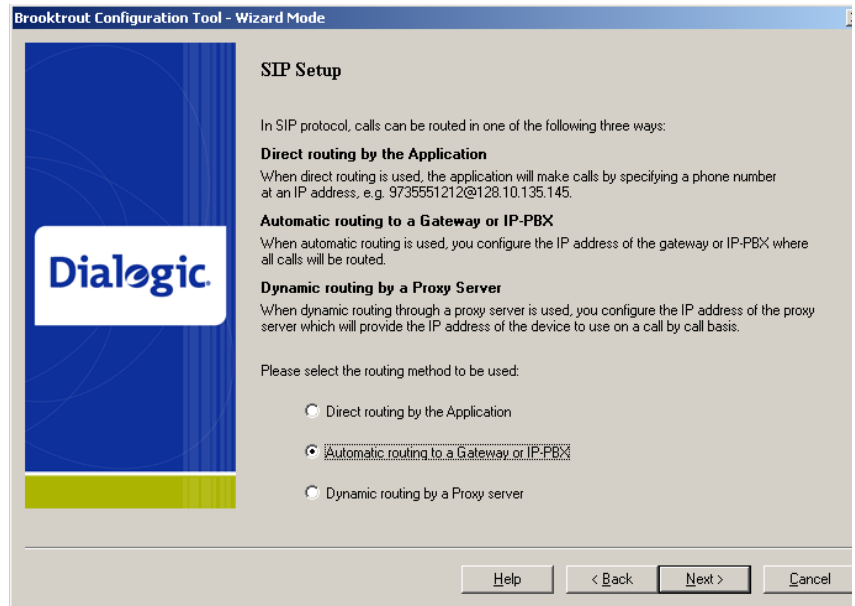 Brooktrout Configuration Tool - Wizard Mode
SIP Setup
In SIP protocol, calls can be routed in one of the following three ways:
Direct routing by the Application
When direct routing is used, the application will make calls by specifying a phone number
at an IP address, e.g. 9735551212@128.10.135.145.
Automatic routing to a Gateway or IP-PBX
When automatic routing is used, you configure the IP address of the gateway or IP-PBX where
all calls will be routed.
Dialogic.
Dynamic routing by a Proxy Server
When dynamic routing through a proxy server is used, you configure the IP address of the proxy
server which will provide the IP address of the device to use on a call by call basis.
Please select the routing method to be used:
Direct routing by the Application
Automatic routing to a Gateway or IP-PBX
Dynamic routing by a Proxy server
Help < Back Next > Cancel